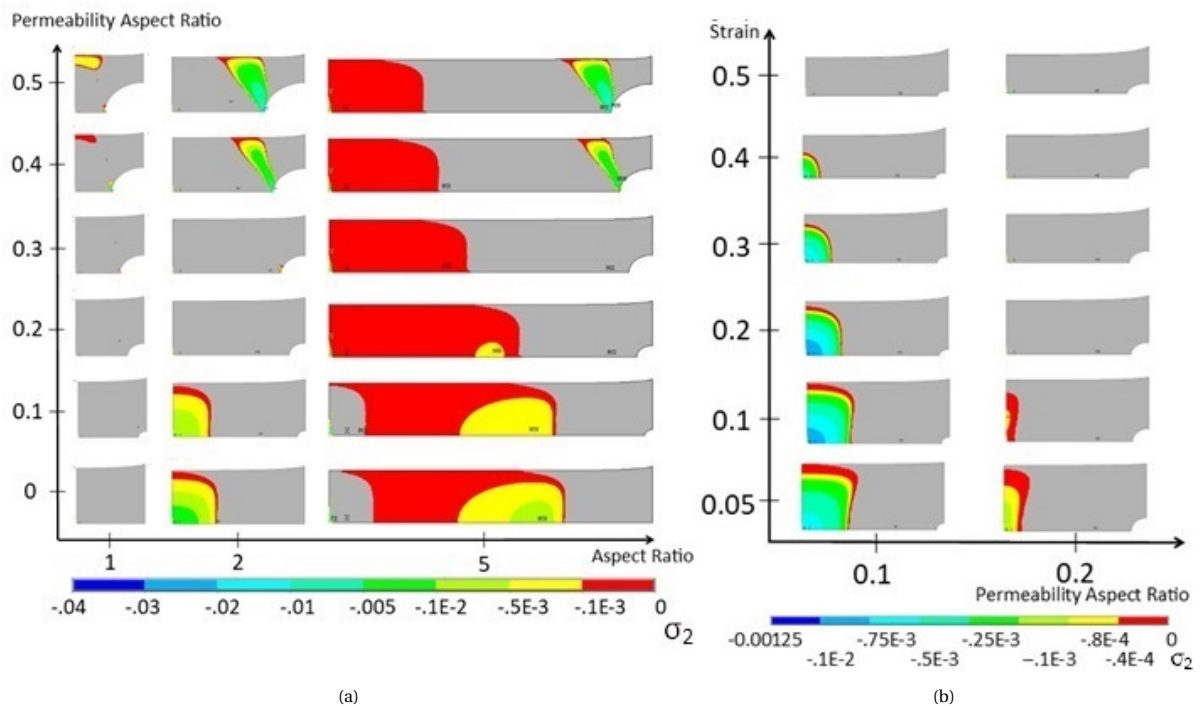 Permeability Aspect Ratio
0.5
0.4
0.3
0.2
0.1
0
1
2
5
Aspect Ratio
-.04
-.03
-.02
-.01
-.005
-.1E-2
-.5E-3
-.1E-3
0
σ2
(a)
Strain
0.5
0.4
0.3
0.2
0.1
0.05
0.1
0.2
Permeability Aspect Ratio
-0.00125
-.75E-3
-.25E-3
-.8E-4
0
-.1E-2
-.5E-3
-.1E-3
-.4E-4
σ2
(b)